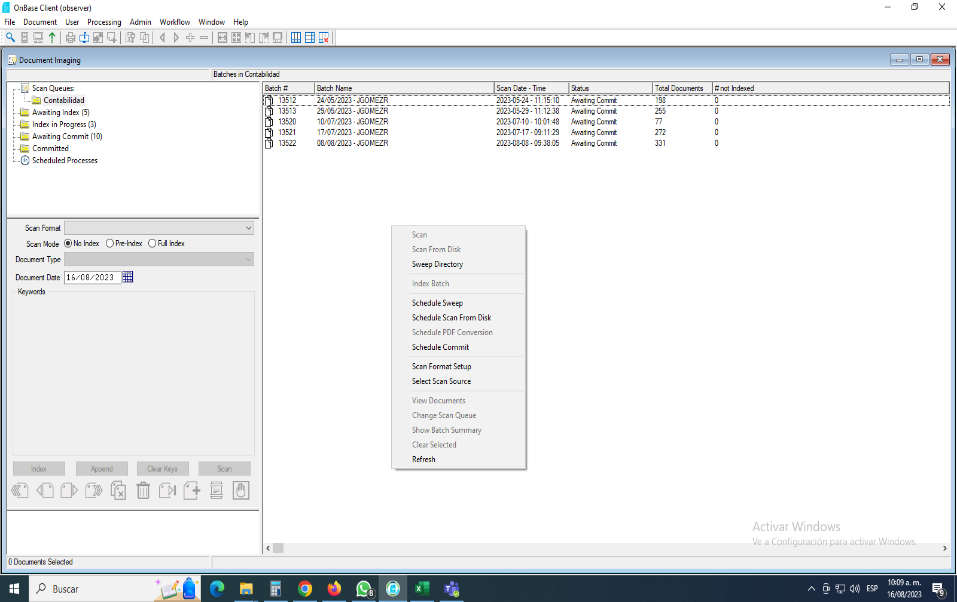 OnBase Client (observer)
File Document User Processing Admin Workflow Window Help
Document Imaging
Batches in Contabilidad
Scan Queues:
Contabilidad
Awaiting Index (5)
Index in Progress (3)
Awaiting Commit (10)
Committed
Scheduled Processes
Batch # Batch Name Scan Date - Time Status Total Documents # not Indexed
13512 24/05/2023 - JGOMEZR 2023-05-24 - 11:15:10 Awaiting Commit 198 0
13513 29/05/2023 - JGOMEZR 2023-05-29 - 11:12:38 Awaiting Commit 255 0
13520 10/07/2023 - JGOMEZR 2023-07-10 - 10:01:48 Awaiting Commit 77 0
13521 17/07/2023 - JGOMEZR 2023-07-17 - 09:11:29 Awaiting Commit 272 0
13522 08/08/2023 - JGOMEZR 2023-08-08 - 09:38:05 Awaiting Commit 331 0
Scan Format
Scan Mode No Index Pre-Index Full Index
Document Type
Document Date 16/08/2023
Keywords
Index Append Clear Keys Scan
0 Documents Selected
Scan
Scan From Disk
Sweep Directory
Index Batch
Schedule Sweep
Schedule Scan From Disk
Schedule PDF Conversion
Schedule Commit
Scan Format Setup
Select Scan Source
View Documents
Change Scan Queue
Show Batch Summary
Clear Selected
Refresh
Activar Windows
Ve a Configuración para activar Windows.
Buscar
8
ESP
10:09 a. m.
16/08/2023
9